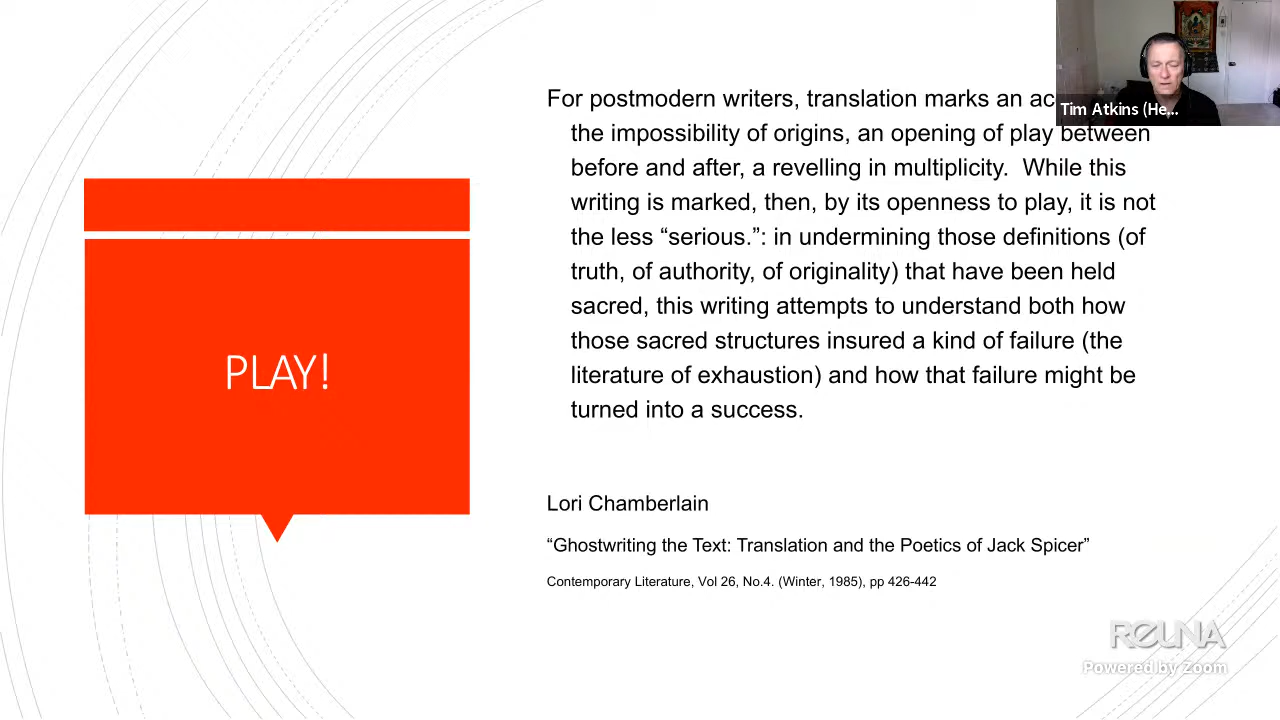 For postmodern writers, translation marks an
the impossibility of origins, an opening of play between
before and after, a revelling in multiplicity.  While this
writing is marked, then, by its openness to play, it is not
the less “serious.”: in undermining those definitions (of
truth, of authority, of originality) that have been held
sacred, this writing attempts to understand both how
those sacred structures insured a kind of failure (the
literature of exhaustion) and how that failure might be
turned into a success.
Lori Chamberlain
“Ghostwriting the Text: Translation and the Poetics of Jack Spicer”
Contemporary Literature, Vol 26, No.4. (Winter, 1985), pp 426-442
PLAY!
Tim Atkins (He...
REUNA
Powered by Zoom